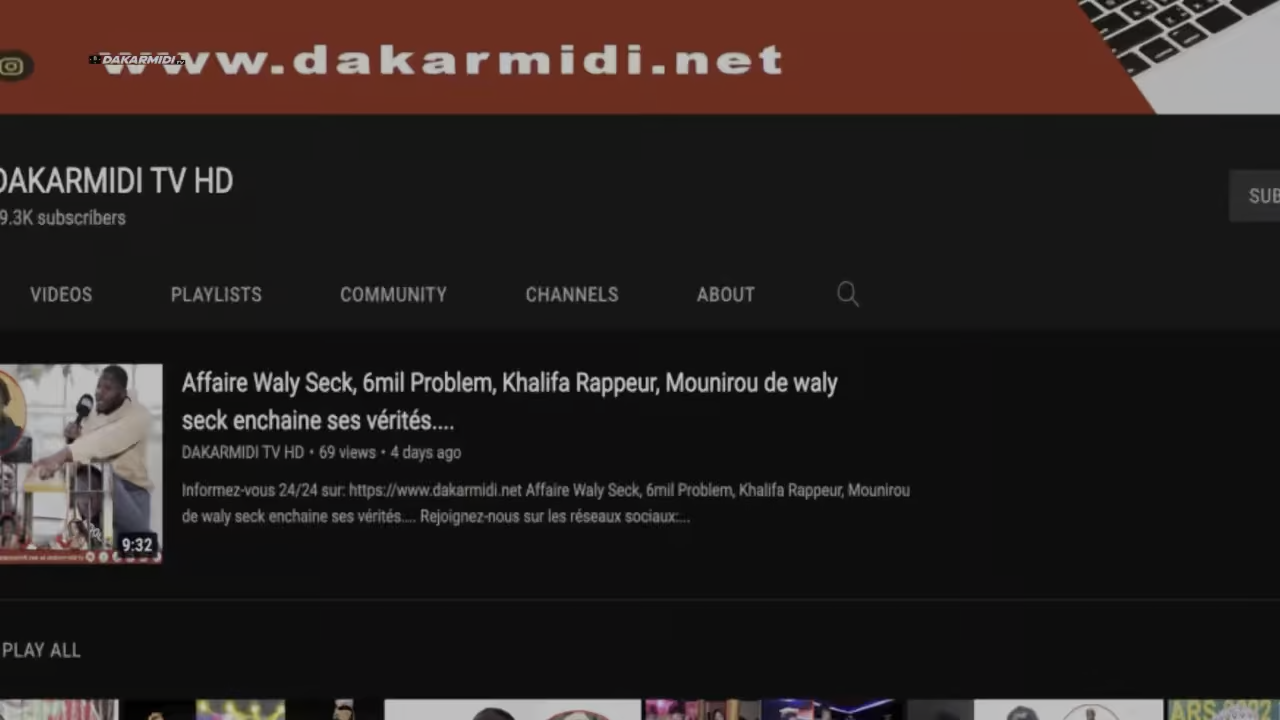 www.dakarmidi.net
DAKARMIDI
DAKARMIDI TV HD
9.3K subscribers
SUB
VIDEOS PLAYLISTS COMMUNITY CHANNELS ABOUT
Affaire Waly Seck, 6mil Problem, Khalifa Rappeur, Mounirou de waly
seck enchaine ses vérités....
DAKARMIDI TV HD • 69 views • 4 days ago
Informez-vous 24/24 sur: https://www.dakarmidi.net Affaire Waly Seck, 6mil Problem, Khalifa Rappeur, Mounirou
de waly seck enchaine ses vérités.... Rejoignez-nous sur les réseaux sociaux:...
9:32
PLAY ALL
ARS 2022